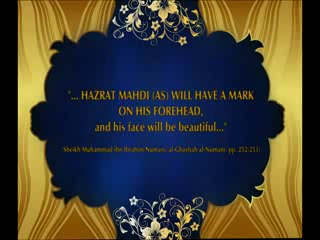 "... HAZRAT MAHDI (AS) WILL HAVE A MARK
ON HIS FOREHEAD,
and his face will be beautiful..."
(Sheikh Muhammad ibn Ibrahim Numani, al-Ghaybah al-Numani, pp. 252-253)